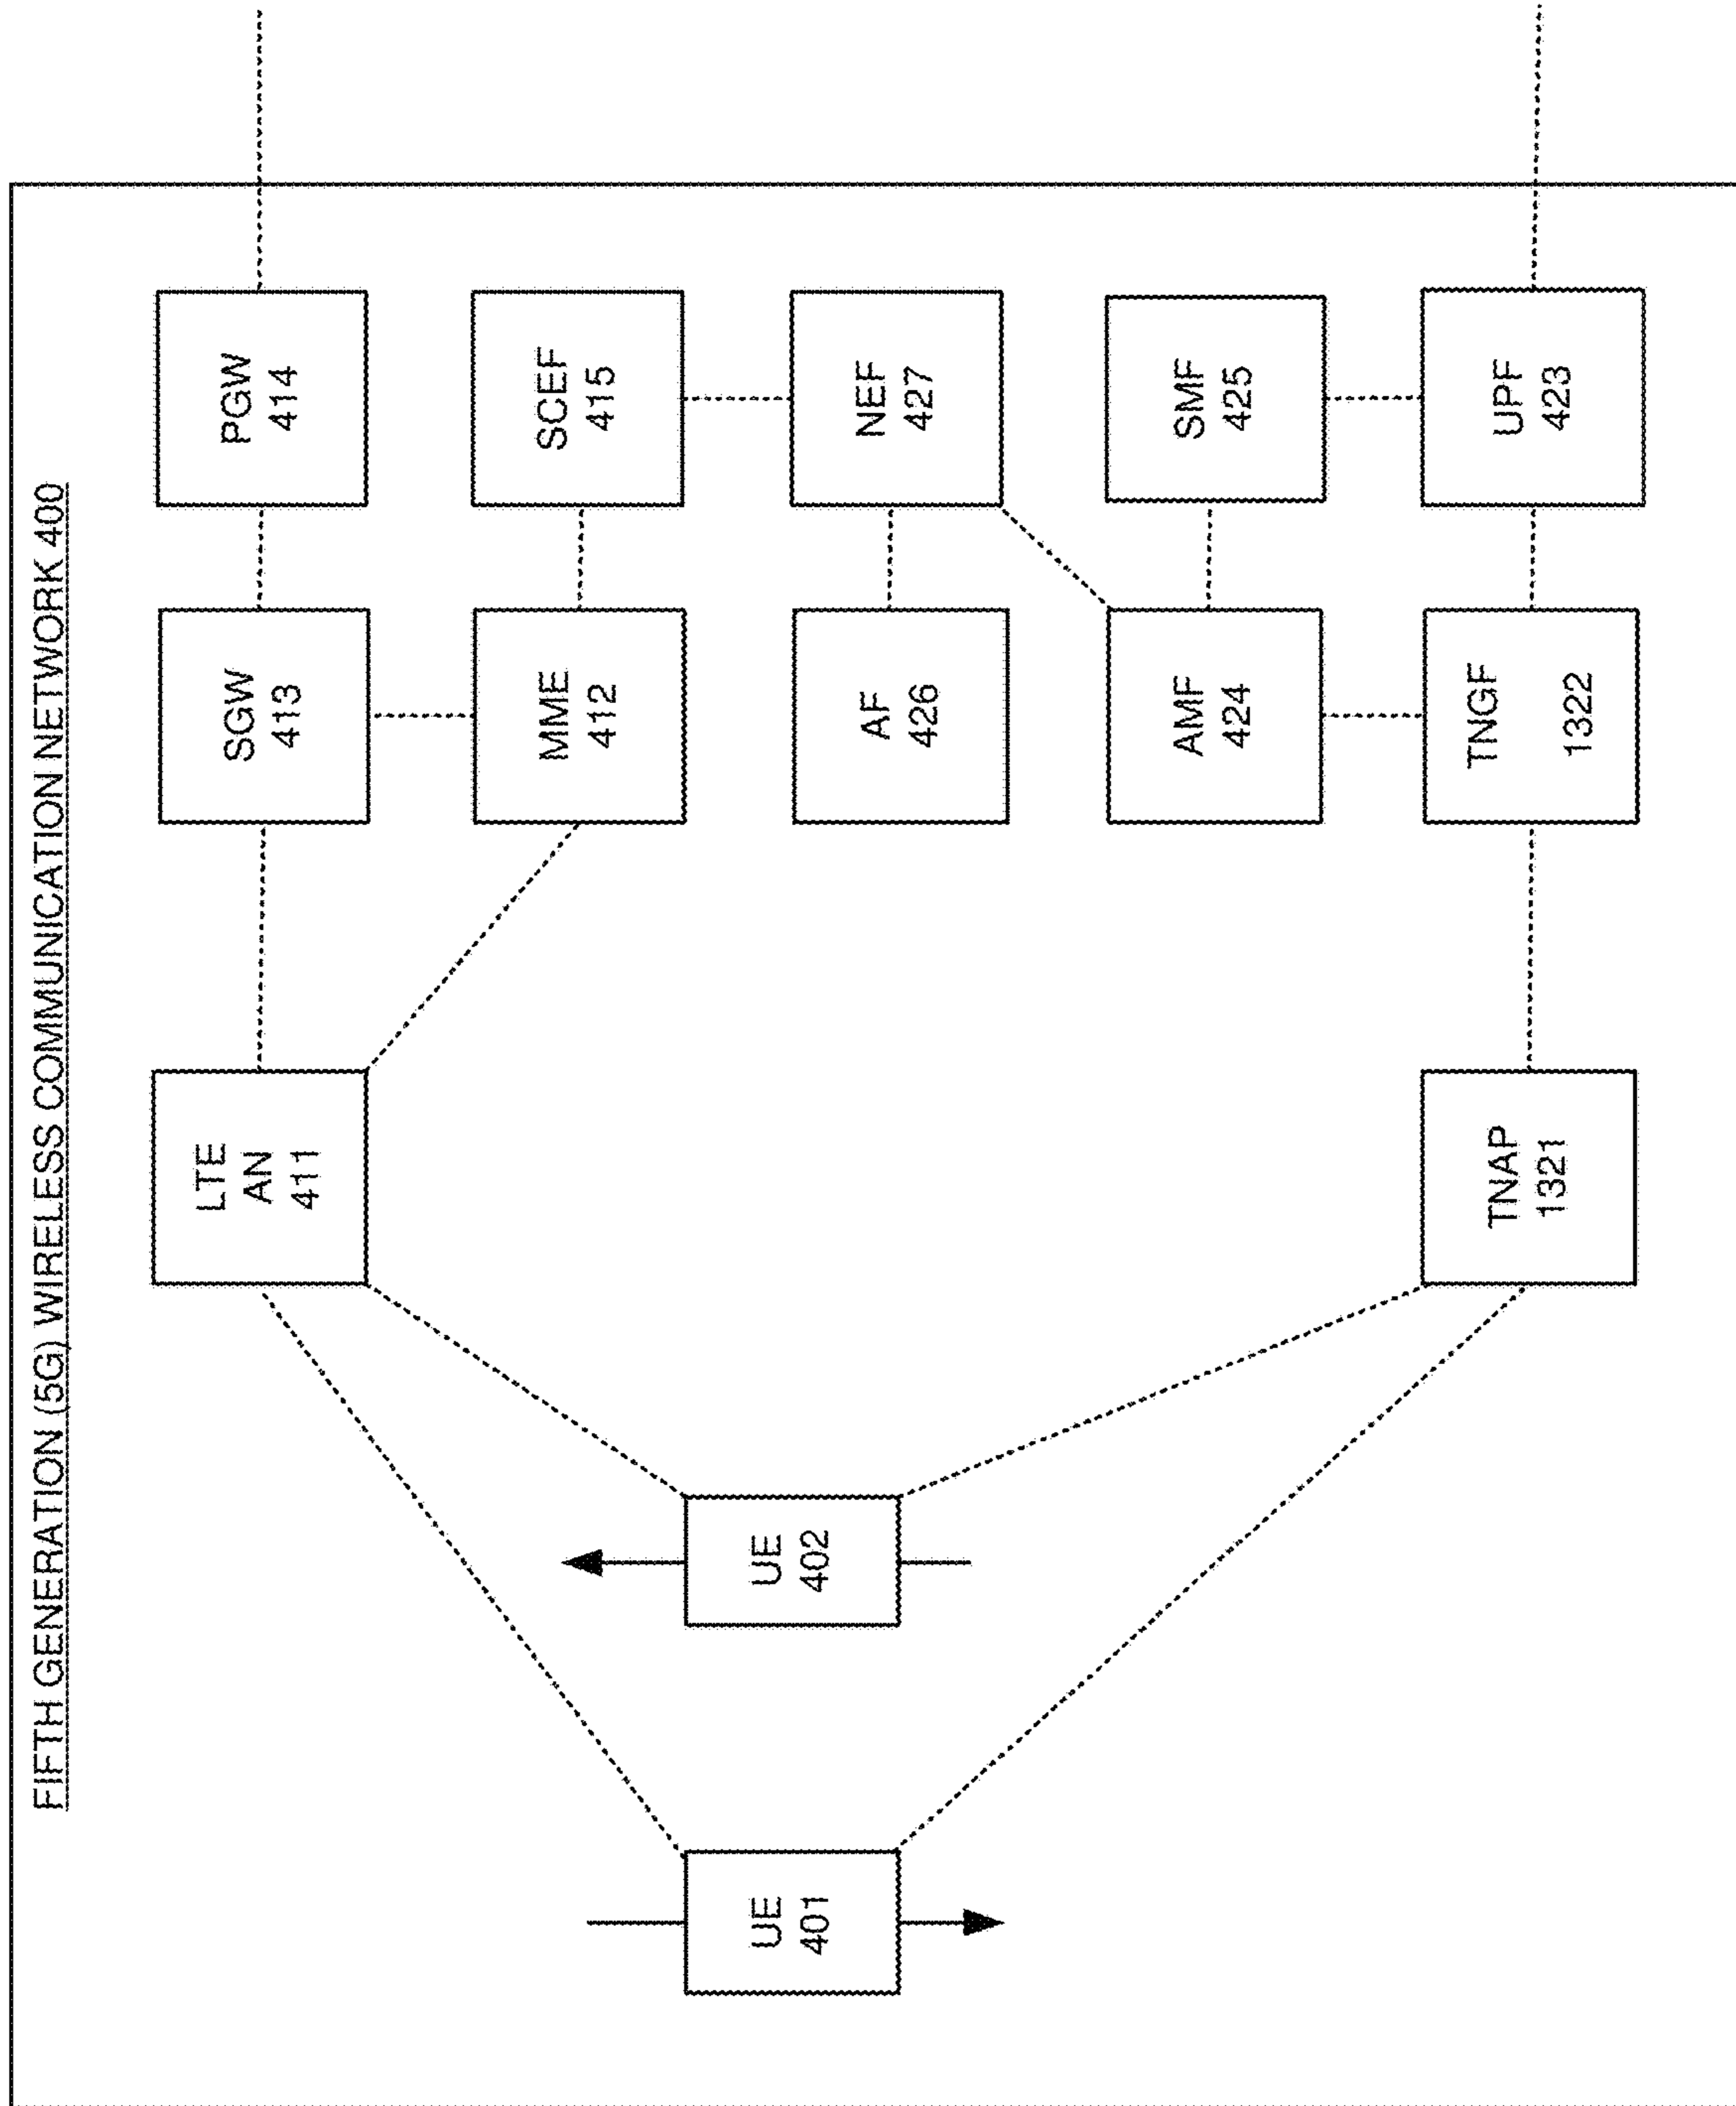 FIFTH GENERATION (5G) WIRELESS COMMUNICATION NETWORK 400
UE
401
UE
402
LTE
AN
411
SGW
413
PGW
414
MME
412
SCEF
415
AF
426
NEF
427
AMF
424
SMF
425
TNAP
1321
TNGF
1322
UPF
423